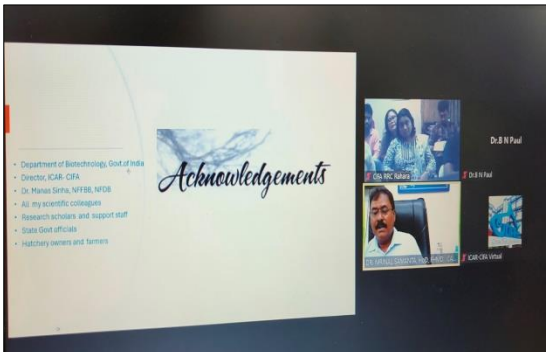 Acknowledgements
• Department of Biotechnology, Govt.of India
• Director, ICAR- CIFA
• Dr. Manas Sinha, NFFBB, NFDB
• All my scientific colleagues
• Research scholars and support staff
• State Govt officials
• Hatchery owners and farmers
CIFA RRC Rahara
Dr.B N Paul
Dr.B N Paul
ICAR-CIFA Virtual